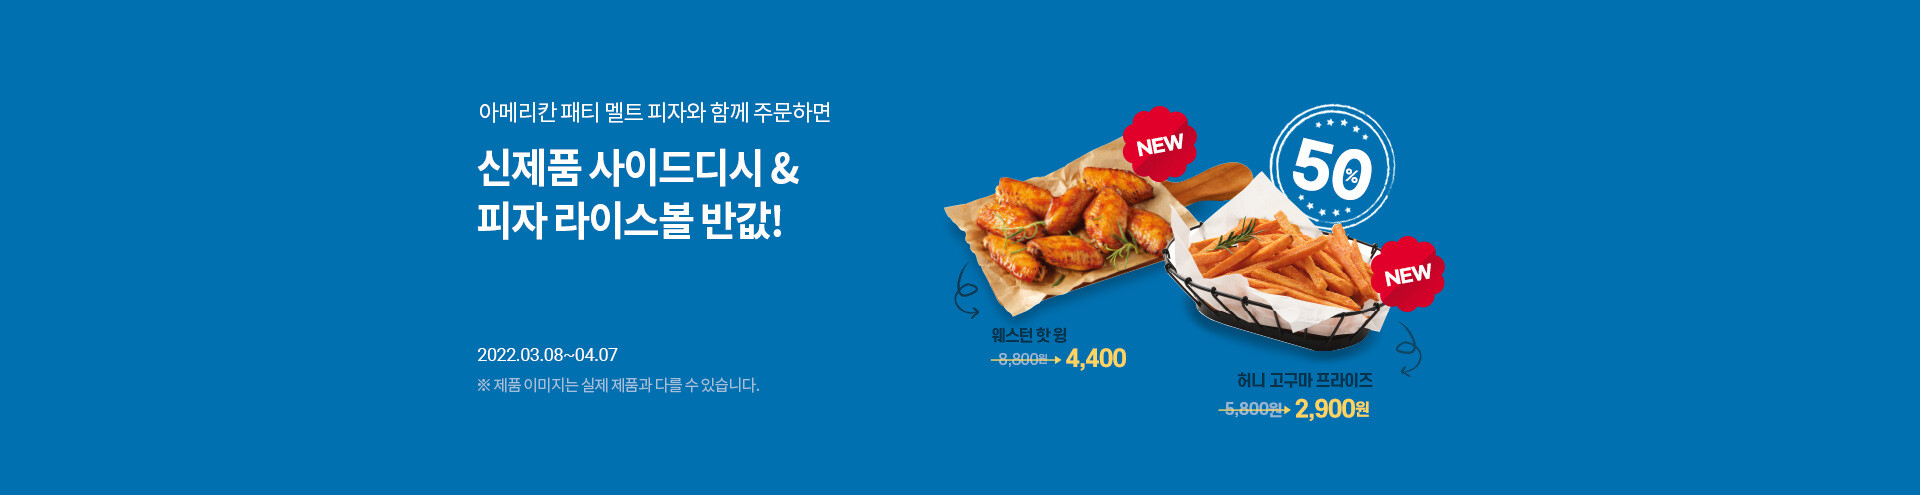 아메리칸 패티 멜트 피자와 함께 주문하면
신제품 사이드디시 &
피자 라이스볼 반값!
2022.03.08~04.07
※ 제품 이미지는 실제 제품과 다를 수 있습니다.
NEW
50%
NEW
웨스턴 핫 윙
8,800원 4,400
허니 고구마 프라이즈
5,800원 2,900원